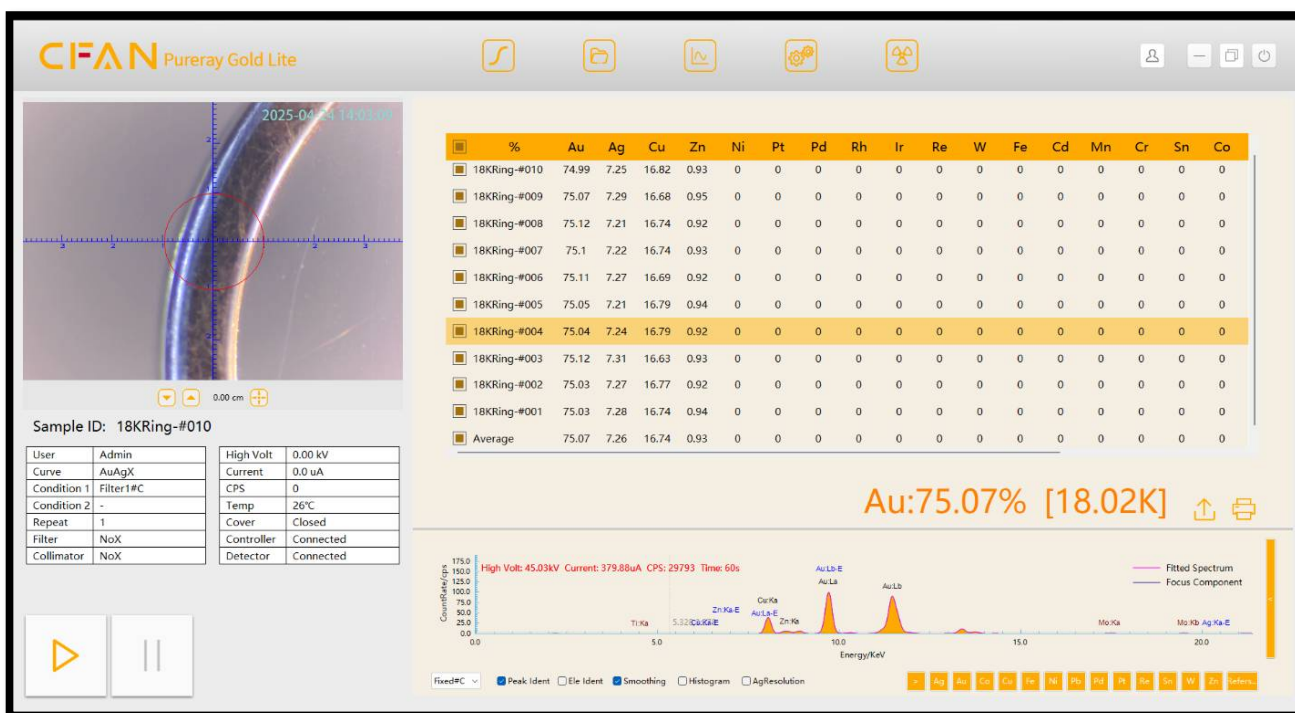 CFAN Pureray Gold Lite
2025-04-24 14:03:00
0.00 cm
Sample ID: 18KRing-#010
User Admin
Curve AuAgX
Condition 1 Filter1#C
Condition 2 -
Repeat 1
Filter NoX
Collimator NoX
High Volt 0.00 kV
Current 0.0 uA
CPS 0
Temp 26℃
Cover Closed
Controller Connected
Detector Connected
% Au Ag Cu Zn Ni Pt Pd Rh Ir Re W Fe Cd Mn Cr Sn Co
18KRing-#010 74.99 7.25 16.82 0.93 0 0 0 0 0 0 0 0 0 0 0 0 0
18KRing-#009 75.07 7.29 16.68 0.95 0 0 0 0 0 0 0 0 0 0 0 0 0
18KRing-#008 75.12 7.21 16.74 0.92 0 0 0 0 0 0 0 0 0 0 0 0 0
18KRing-#007 75.1 7.22 16.74 0.93 0 0 0 0 0 0 0 0 0 0 0 0 0
18KRing-#006 75.11 7.27 16.69 0.92 0 0 0 0 0 0 0 0 0 0 0 0 0
18KRing-#005 75.05 7.21 16.79 0.94 0 0 0 0 0 0 0 0 0 0 0 0 0
18KRing-#004 75.04 7.24 16.79 0.92 0 0 0 0 0 0 0 0 0 0 0 0 0
18KRing-#003 75.12 7.31 16.63 0.93 0 0 0 0 0 0 0 0 0 0 0 0 0
18KRing-#002 75.03 7.27 16.77 0.92 0 0 0 0 0 0 0 0 0 0 0 0 0
18KRing-#001 75.03 7.28 16.74 0.94 0 0 0 0 0 0 0 0 0 0 0 0 0
Average 75.07 7.26 16.74 0.93 0 0 0 0 0 0 0 0 0 0 0 0 0
Au:75.07% [18.02K]
High Volt: 45.03kV Current: 379.88uA CPS: 29793 Time: 60s
CountRate/cps
175.0
150.0
125.0
100.0
75.0
50.0
25.0
0.0
Au:Lb-E
Au:La
Au:Lb
Cu:Ka
Zn:Ka-E
Au:La-E
Ti:Ka
Zn:Ka
Mo:Ka
Mo:Kb
Ag:Ka-E
Fitted Spectrum
Focus Component
0.0 5.0 10.0 15.0 20.0
Energy/KeV
Fixed#C
Peak Ident Ele Ident Smoothing Histogram AgResolution
> Ag Au Co Cu Fe Ni Pb Pd Pt Re Sn W Zn Refers..